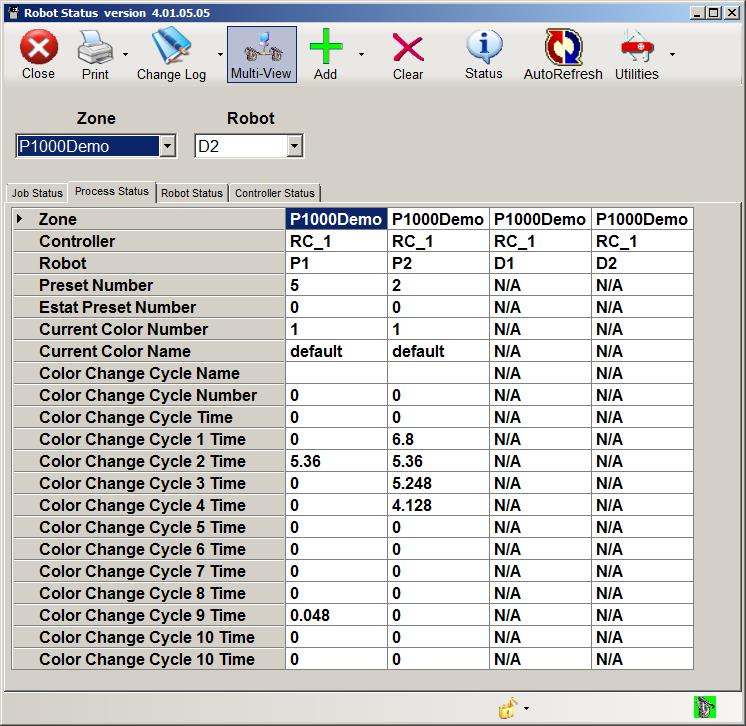 Robot Status version 4.01.05.05
Close Print Change Log Multi-View Add Clear Status AutoRefresh Utilities
Zone Robot
P1000Demo D2
Job Status Process Status Robot Status Controller Status
Zone P1000Demo P1000Demo P1000Demo P1000Demo
Controller RC_1 RC_1 RC_1 RC_1
Robot P1 P2 D1 D2
Preset Number 5 2 N/A N/A
Estat Preset Number 0 0 N/A N/A
Current Color Number 1 1 N/A N/A
Current Color Name default default N/A N/A
Color Change Cycle Name N/A N/A
Color Change Cycle Number 0 0 N/A N/A
Color Change Cycle Time 0 0 N/A N/A
Color Change Cycle 1 Time 0 6.8 N/A N/A
Color Change Cycle 2 Time 5.36 5.36 N/A N/A
Color Change Cycle 3 Time 0 5.248 N/A N/A
Color Change Cycle 4 Time 0 4.128 N/A N/A
Color Change Cycle 5 Time 0 0 N/A N/A
Color Change Cycle 6 Time 0 0 N/A N/A
Color Change Cycle 7 Time 0 0 N/A N/A
Color Change Cycle 8 Time 0 0 N/A N/A
Color Change Cycle 9 Time 0.048 0 N/A N/A
Color Change Cycle 10 Time 0 0 N/A N/A
Color Change Cycle 10 Time 0 0 N/A N/A